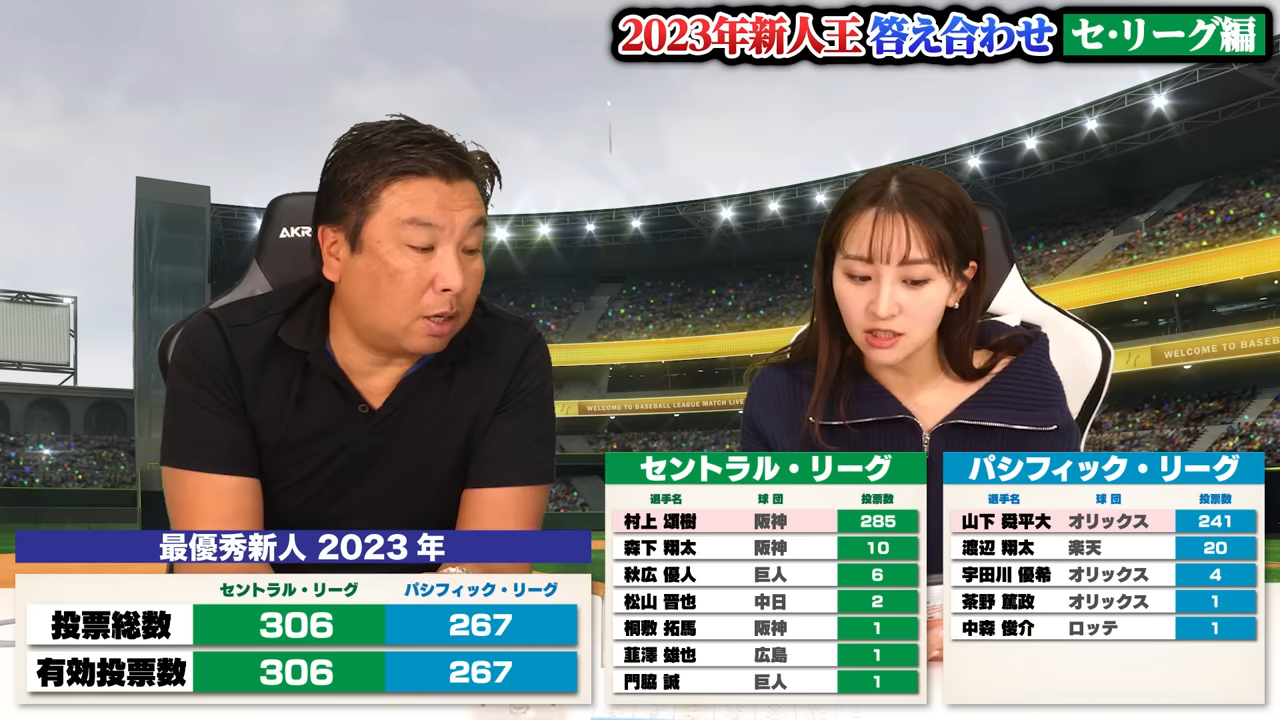 2023年新人王 答え合わせ セ・リーグ編
AKR
WELCOME TO BASEB
WELCOME TO BASEBALL LEAGUE MATCH LIVE
セントラル・リーグ
選手名 球団 投票数
村上 頌樹 阪神 285
森下 翔太 阪神 10
秋広 優人 巨人 6
松山 晋也 中日 2
桐敷 拓馬 阪神 1
韮澤 雄也 広島 1
門脇 誠 巨人 1
パシフィック・リーグ
選手名 球団 投票数
山下 舜平大 オリックス 241
渡辺 翔太 楽天 20
宇田川 優希 オリックス 4
茶野 篤政 オリックス 1
中森 俊介 ロッテ 1
最優秀新人 2023年
セントラル・リーグ パシフィック・リーグ
投票総数 306 267
有効投票数 306 267